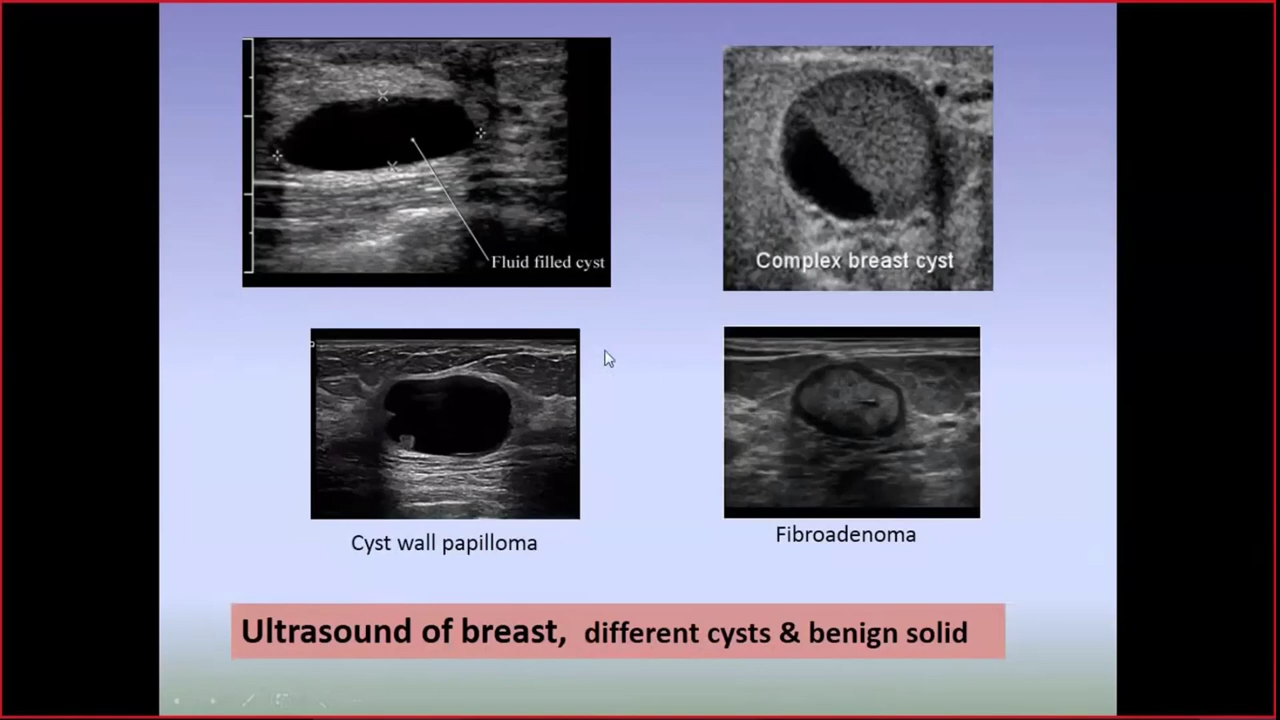 Fluid filled cyst
Complex breast cyst
Cyst wall papilloma
Fibroadenoma
Ultrasound of breast, different cysts & benign solid